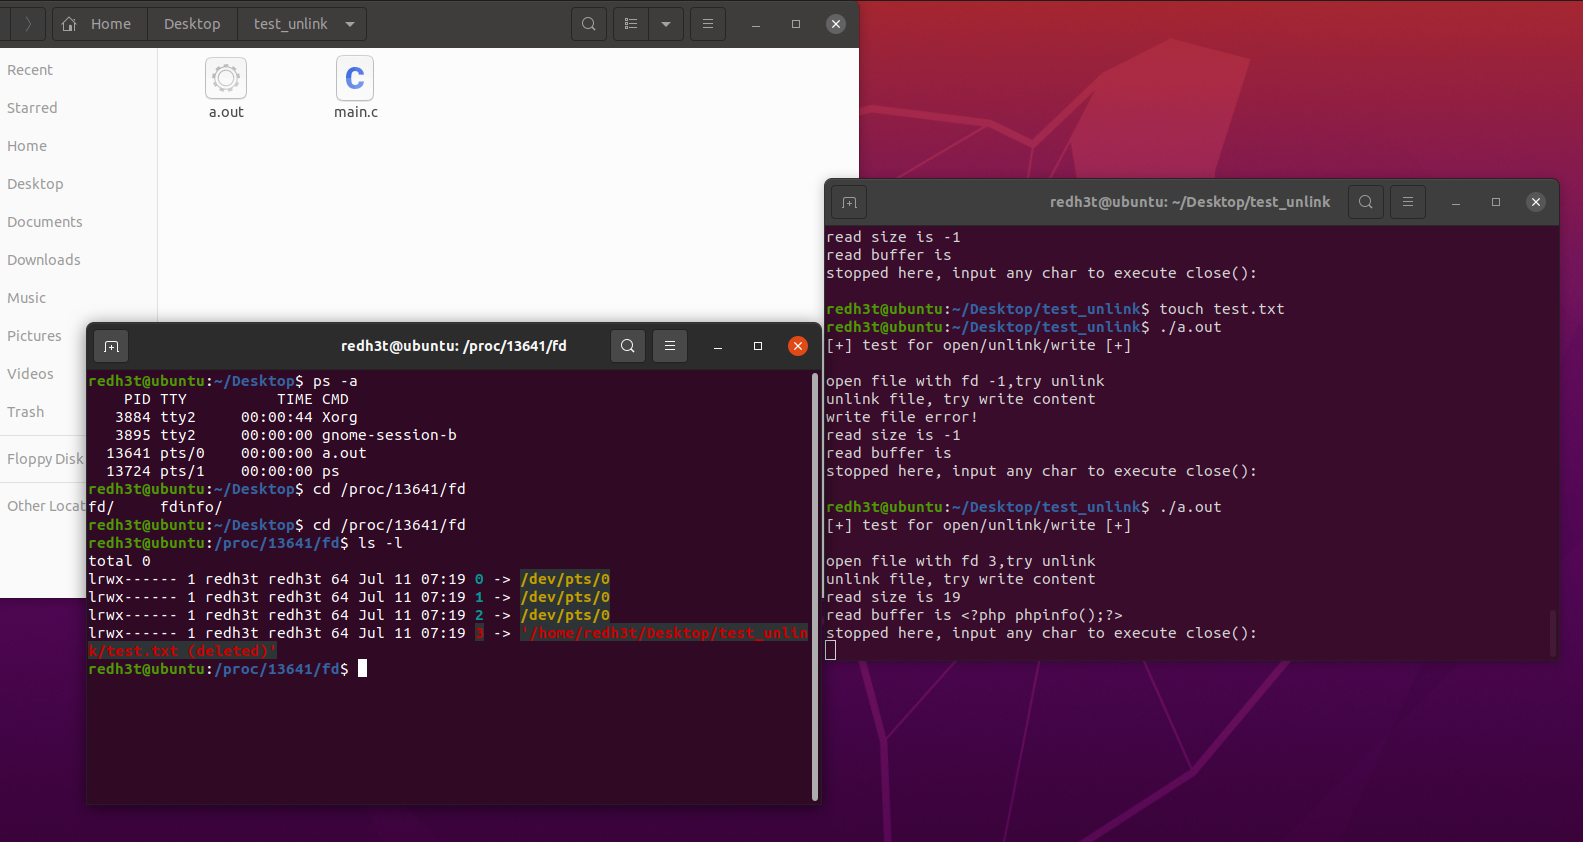 Home
Desktop
test_unlink
Recent
Starred
Home
Desktop
Documents
Downloads
Music
Pictures
Videos
Trash
Floppy Disk
Other Locat
a.out
C
main.c
redh3t@ubuntu: /proc/13641/fd
redh3t@ubuntu:~/Desktop$ ps -a
    PID TTY          TIME CMD
   3884 tty2     00:00:44 Xorg
   3895 tty2     00:00:00 gnome-session-b
  13641 pts/0    00:00:00 a.out
  13724 pts/1    00:00:00 ps
redh3t@ubuntu:~/Desktop$ cd /proc/13641/fd
fd/     fdinfo/
redh3t@ubuntu:~/Desktop$ cd /proc/13641/fd
redh3t@ubuntu:/proc/13641/fd$ ls -l
total 0
lrwx------ 1 redh3t redh3t 64 Jul 11 07:19 0 -> /dev/pts/0
lrwx------ 1 redh3t redh3t 64 Jul 11 07:19 1 -> /dev/pts/0
lrwx------ 1 redh3t redh3t 64 Jul 11 07:19 2 -> /dev/pts/0
lrwx------ 1 redh3t redh3t 64 Jul 11 07:19 3 -> '/home/redh3t/Desktop/test_unlin
k/test.txt (deleted)'
redh3t@ubuntu:/proc/13641/fd$
redh3t@ubuntu: ~/Desktop/test_unlink
read size is -1
read buffer is
stopped here, input any char to execute close():
redh3t@ubuntu:~/Desktop/test_unlink$ touch test.txt
redh3t@ubuntu:~/Desktop/test_unlink$ ./a.out
[+] test for open/unlink/write [+]
open file with fd -1,try unlink
unlink file, try write content
write file error!
read size is -1
read buffer is
stopped here, input any char to execute close():
redh3t@ubuntu:~/Desktop/test_unlink$ ./a.out
[+] test for open/unlink/write [+]
open file with fd 3,try unlink
unlink file, try write content
read size is 19
read buffer is <?php phpinfo();?>
stopped here, input any char to execute close():